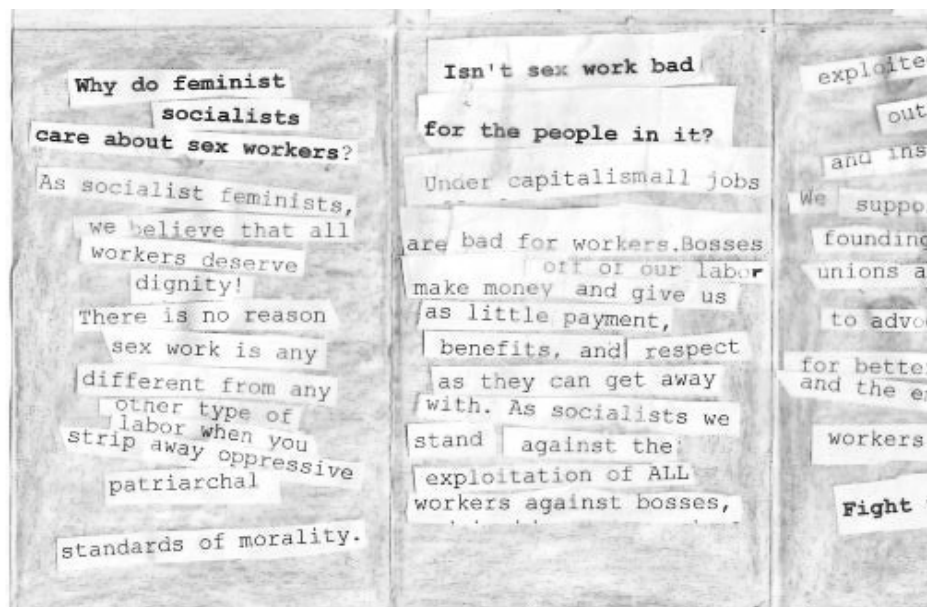 Why do feminist
socialists
care about sex workers?
As socialist feminists,
we believe that all
workers deserve
dignity!
There is no reason
sex work is any
different from any
other type of
labor when you
strip away oppressive
patriarchal
standards of morality.
Isn't sex work bad
for the people in it?
Under capitalismall jobs
are bad for workers.Bosses
off of our labor
make money and give us
as little payment,
benefits, and respect
as they can get away
with. As socialists we
stand against the
exploitation of ALL
workers against bosses,
exploite
out
and ins
We suppo
founding
unions a
to advo
for better
and the e
workers
Fight